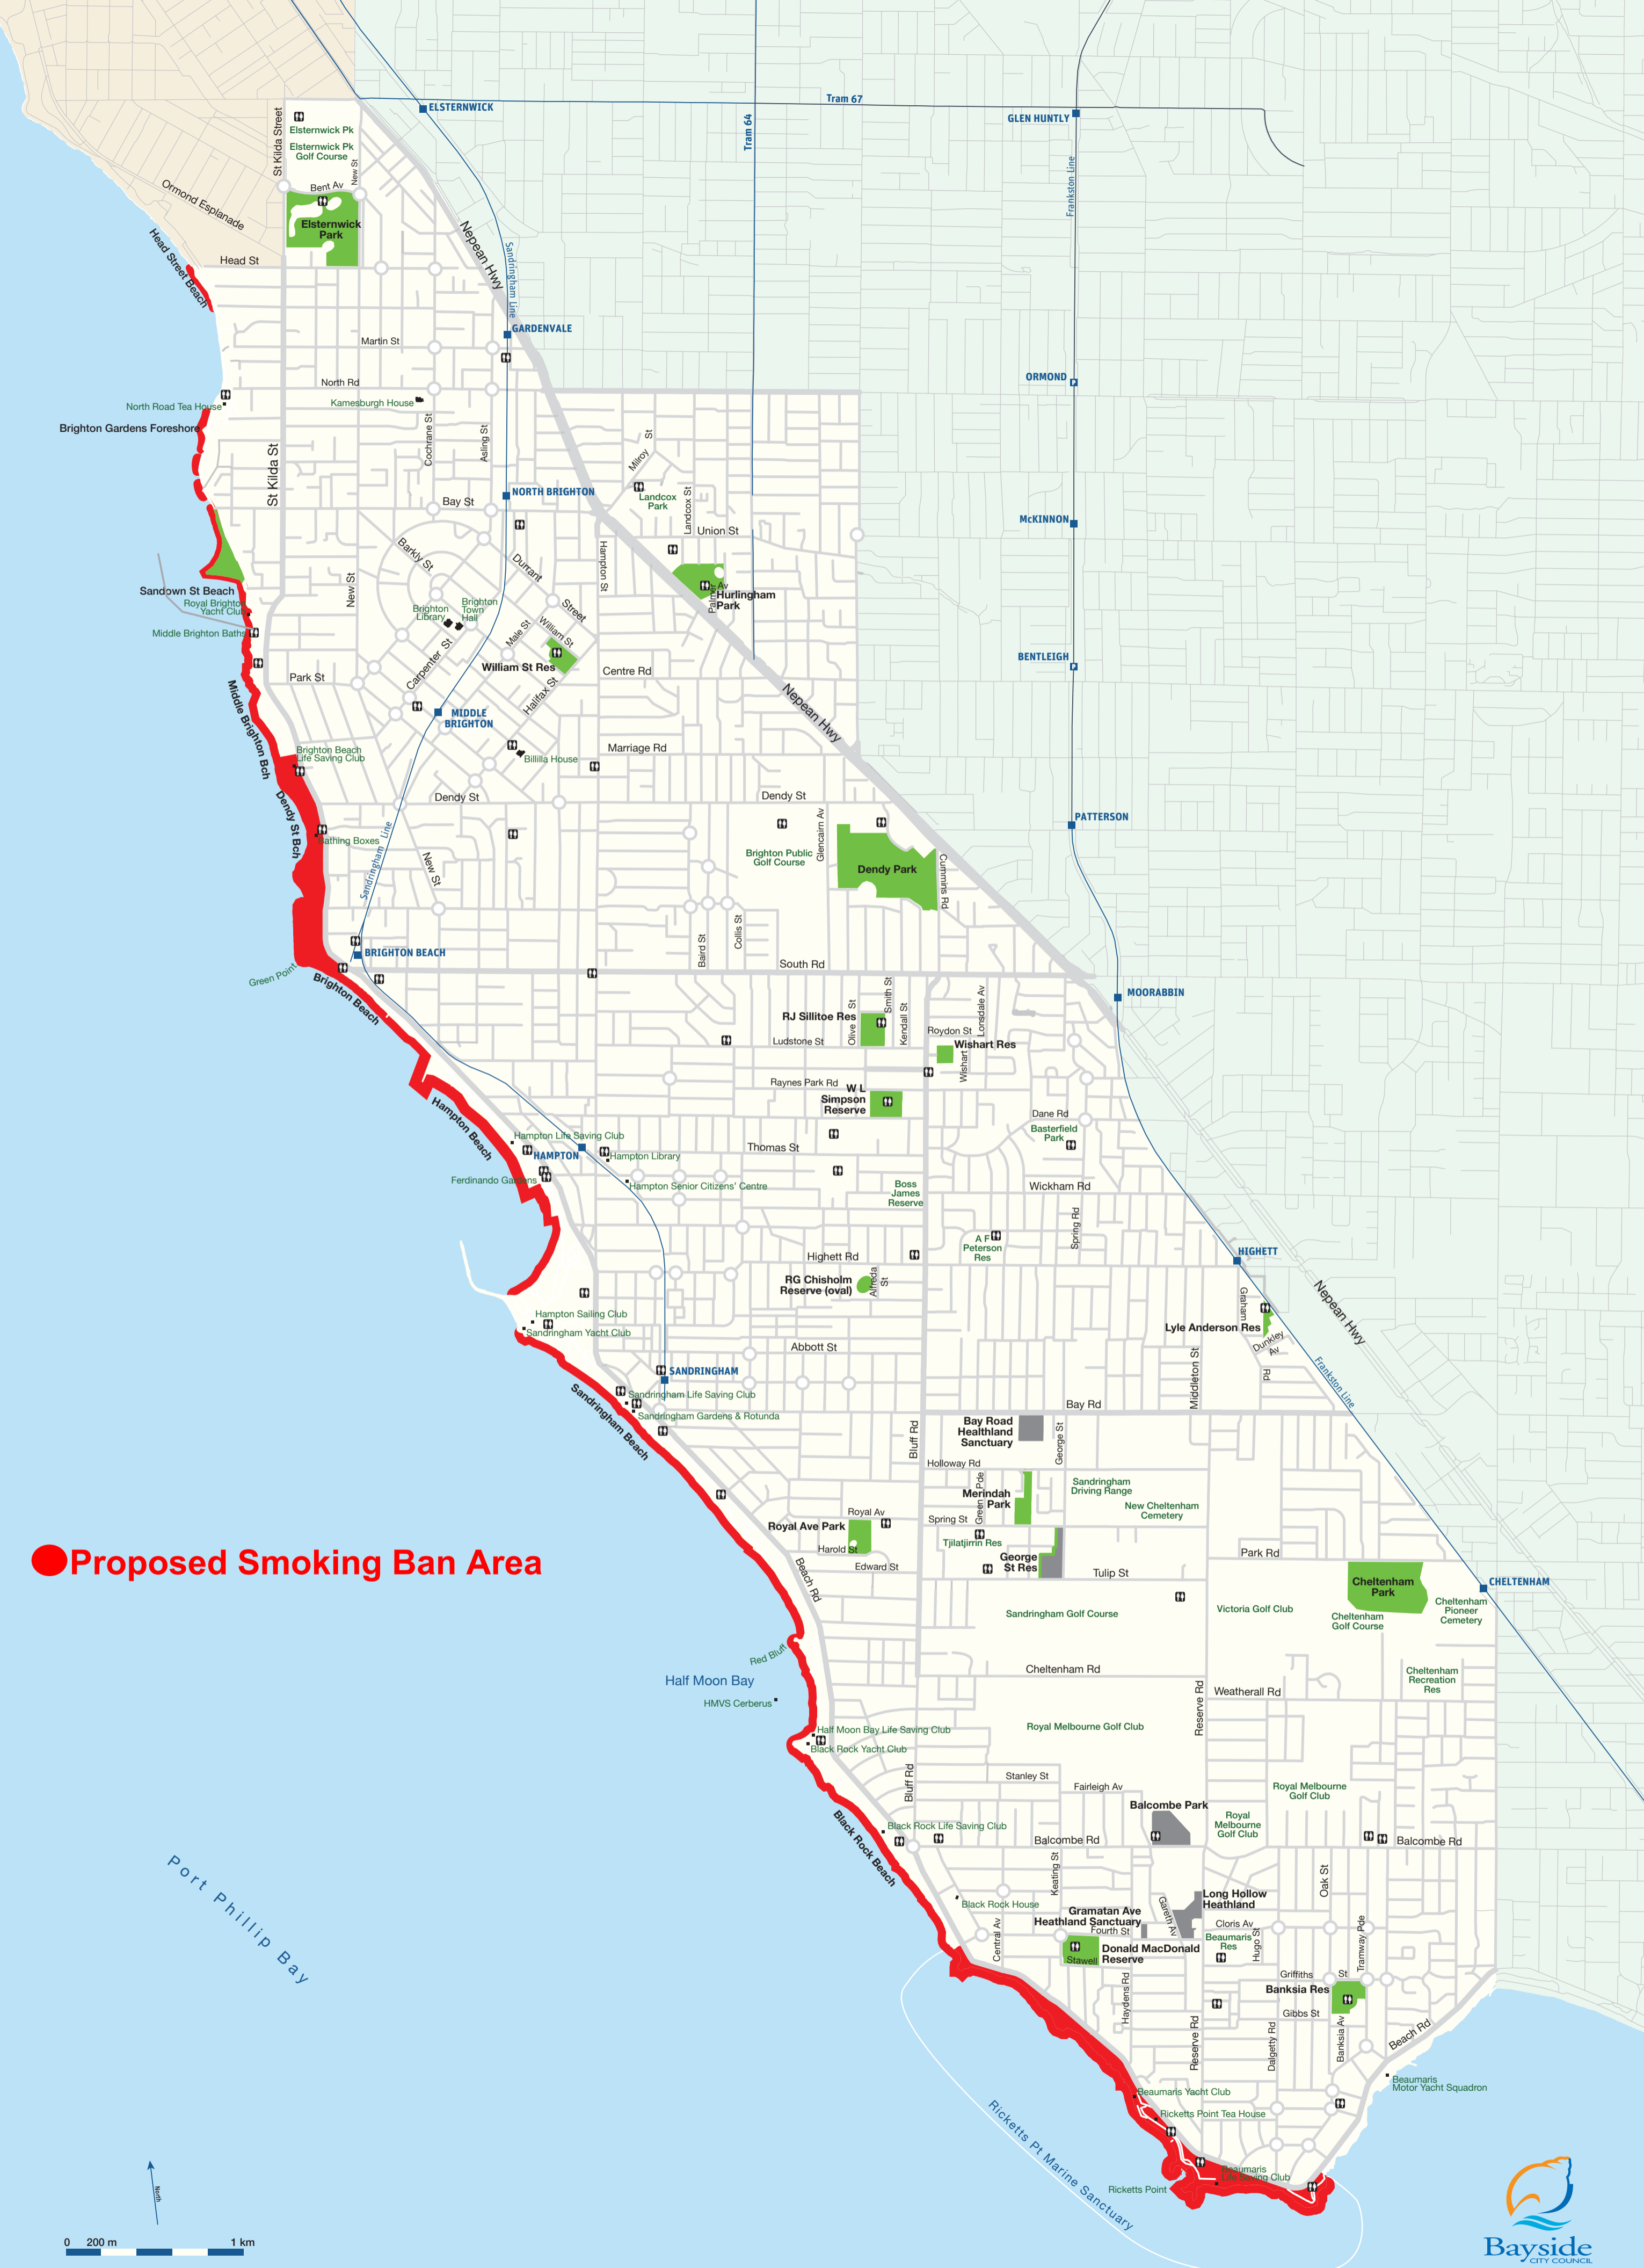 ELSTERNWICK
Tram 67
Tram 64
GLEN HUNTLY
Frankston Line
St Kilda Street
Elsternwick Pk
Elsternwick Pk
Golf Course
New St
Bent Av
Ormond Esplanade
Elsternwick
Park
Nepean Hwy
Sandringham Line
Head Street Beach
Head St
GARDENVALE
Martin St
ORMOND
North Rd
North Road Tea House
Kamesburgh House
Brighton Gardens Foreshore
St Kilda St
Cochrane St
Asling St
Milroy St
NORTH BRIGHTON
Bay St
Landcox
Park
Landcox St
Union St
McKINNON
Barkly St
Durrant
Street
Hampton St
New St
Sandown St Beach
Royal Brighton
Yacht Club
Brighton
Library
Brighton
Town
Hall
Av
Hurlingham
Park
Middle Brighton Baths
Male St
William St
William St Res
Carpenter St
Halifax St
Centre Rd
BENTLEIGH
Park St
Middle Brighton Bch
MIDDLE
BRIGHTON
Nepean Hwy
Brighton Beach
Life Saving Club
Billilla House
Marriage Rd
Dendy St Bch
Dendy St
Dendy St
Bathing Boxes
Sandringham Line
New St
Glencairn Av
Brighton Public
Golf Course
Dendy Park
Cummins Rd
PATTERSON
Baird St
Collis St
BRIGHTON BEACH
South Rd
Green Point
Brighton Beach
MOORABBIN
RJ Sillitoe Res
Olive St
Smith St
Kendall St
Lonsdale Av
Roydon St
Ludstone St
Wishart Res
Wishart
Raynes Park Rd
W L
Simpson
Reserve
Dane Rd
Basterfield
Park
Hampton Beach
Hampton Life Saving Club
HAMPTON
Hampton Library
Thomas St
Ferdinando Gardens
Hampton Senior Citizens' Centre
Boss
James
Reserve
Wickham Rd
Spring Rd
A F
Peterson
Res
Highett Rd
HIGHETT
RG Chisholm
Reserve (oval)
Alfreda
St
Graham
Nepean Hwy
Hampton Sailing Club
Sandringham Yacht Club
Lyle Anderson Res
Dunkley
Av
Rd
Abbott St
Middleton St
Frankston Line
SANDRINGHAM
Sandringham Life Saving Club
Sandringham Gardens & Rotunda
Sandringham Beach
Bay Rd
Bluff Rd
Bay Road
Healthland
Sanctuary
George St
Holloway Rd
Merindah
Park
Green Pde
Sandringham
Driving Range
New Cheltenham
Cemetery
Royal Av
Royal Ave Park
Spring St
Tjilatjirrin Res
Harold St
Edward St
George
St Res
Tulip St
Park Rd
Cheltenham
Park
CHELTENHAM
Proposed Smoking Ban Area
Beach Rd
Sandringham Golf Course
Victoria Golf Club
Cheltenham
Golf Course
Cheltenham
Pioneer
Cemetery
Red Bluff
Half Moon Bay
HMVS Cerberus
Cheltenham Rd
Cheltenham
Recreation
Res
Weatherall Rd
Reserve Rd
Half Moon Bay Life Saving Club
Black Rock Yacht Club
Royal Melbourne Golf Club
Bluff Rd
Stanley St
Fairleigh Av
Royal Melbourne
Golf Club
Balcombe Park
Royal
Melbourne
Golf Club
Black Rock Beach
Black Rock Life Saving Club
Balcombe Rd
Balcombe Rd
Port Phillip Bay
Keating St
Oak St
Black Rock House
Long Hollow
Heathland
Gareth Av
Gramatan Ave
Heathland Sanctuary
Fourth St
Cloris Av
Tramway Pde
Central Av
Beaumaris
Res
Hugo St
Donald MacDonald
Reserve
Stawell
Griffiths St
Banksia Res
Gibbs St
Haydens Rd
Reserve Rd
Dalgetty Rd
Banksia Av
Beach Rd
Beaumaris Yacht Club
Beaumaris
Motor Yacht Squadron
Ricketts Point Tea House
Ricketts Pt Marine Sanctuary
Beaumaris
Life Saving Club
Ricketts Point
North
0 200 m 1 km
Bayside
CITY COUNCIL